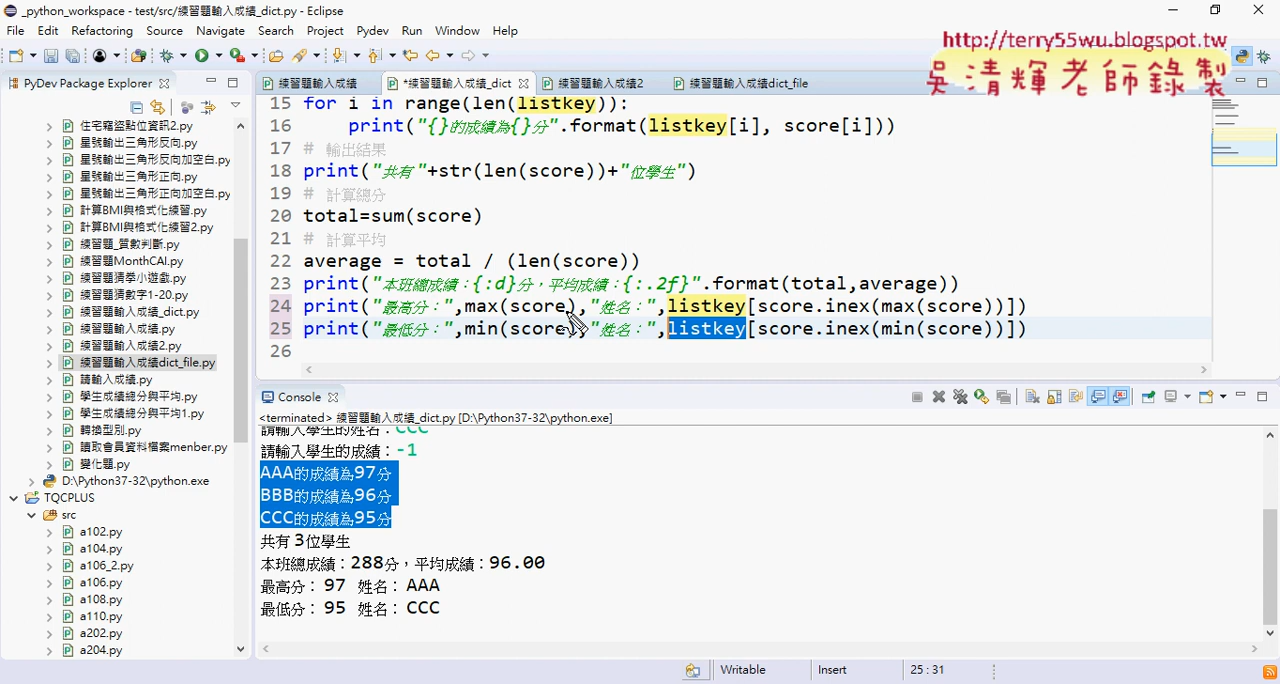 _python_workspace - test/src/練習題輸入成績_dict.py - Eclipse
File Edit Refactoring Source Navigate Search Project Pydev Run Window Help
http://terry55wu.blogspot.tw
吳清輝老師錄製
PyDev Package Explorer
練習題輸入成績
*練習題輸入成績_dict
練習題輸入成績2
練習題輸入成績dict_file
住宅竊盜點位資訊2.py
星號輸出三角形反向.py
星號輸出三角形反向加空白.py
星號輸出三角形正向.py
星號輸出三角形正向加空白.py
計算BMI與格式化練習.py
計算BMI與格式化練習2.py
練習題_質數判斷.py
練習題MonthCAl.py
練習題猜拳小遊戲.py
練習題猜數字1-20.py
練習題輸入成績_dict.py
練習題輸入成績.py
練習題輸入成績2.py
練習題輸入成績dict_file.py
請輸入成績.py
學生成績總分與平均.py
學生成績總分與平均1.py
轉換型別.py
讀取會員資料檔案menber.py
變化題.py
D:\Python37-32\python.exe
TQCPLUS
src
a102.py
a104.py
a106_2.py
a106.py
a108.py
a110.py
a202.py
a204.py
15 for i in range(len(listkey)):
16 print("{}的成績為{}分".format(listkey[i], score[i]))
17 # 輸出結果
18 print("共有"+str(len(score))+"位學生")
19 # 計算總分
20 total=sum(score)
21 # 計算平均
22 average = total / (len(score))
23 print("本班總成績：{:d}分，平均成績：{:.2f}".format(total,average))
24 print("最高分：",max(score),"姓名：",listkey[score.inex(max(score))])
25 print("最低分：",min(score),"姓名：",listkey[score.inex(min(score))])
26
Console
<terminated> 練習題輸入成績_dict.py [D:\Python37-32\python.exe]
請輸入學生的姓名：CCC
請輸入學生的成績：-1
AAA的成績為97分
BBB的成績為96分
CCC的成績為95分
共有3位學生
本班總成績：288分，平均成績：96.00
最高分： 97 姓名： AAA
最低分： 95 姓名： CCC
Writable Insert 25 : 31